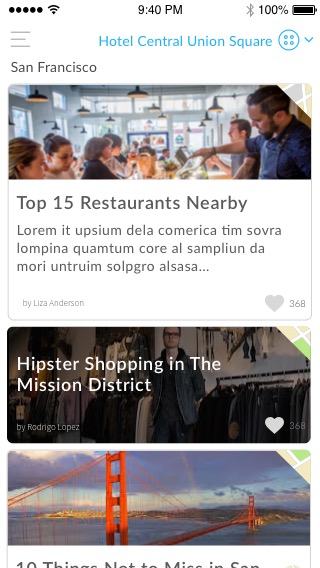 9:40 PM
100%
Hotel Central Union Square
San Francisco
Top 15 Restaurants Nearby
Lorem it upsium dela comerica tim sovra
lompina quamtum core al sampliun da
mori untruim solpgro alsasa...
by Liza Anderson
368
Hipster Shopping in The
Mission District
by Rodrigo Lopez
368
10 Things Not to Miss in San